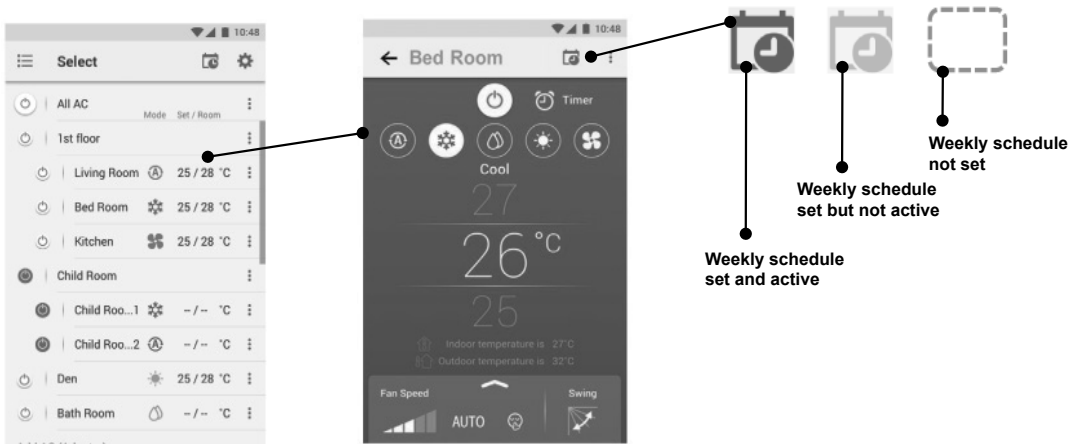 10:48
Select
All AC
Mode Set / Room
1st floor
Living Room A 25 / 28 °C
Bed Room 25 / 28 °C
Kitchen 25 / 28 °C
Child Room
Child Roo...1 -- / -- °C
Child Roo...2 A -- / -- °C
Den 25 / 28 °C
Bath Room -- / -- °C
10:48
Bed Room
Timer
A
Cool
27
26°C
25
Indoor temperature is 27°C
Outdoor temperature is 32°C
Fan Speed
Swing
AUTO
Weekly schedule
set and active
Weekly schedule
set but not active
Weekly schedule
not set